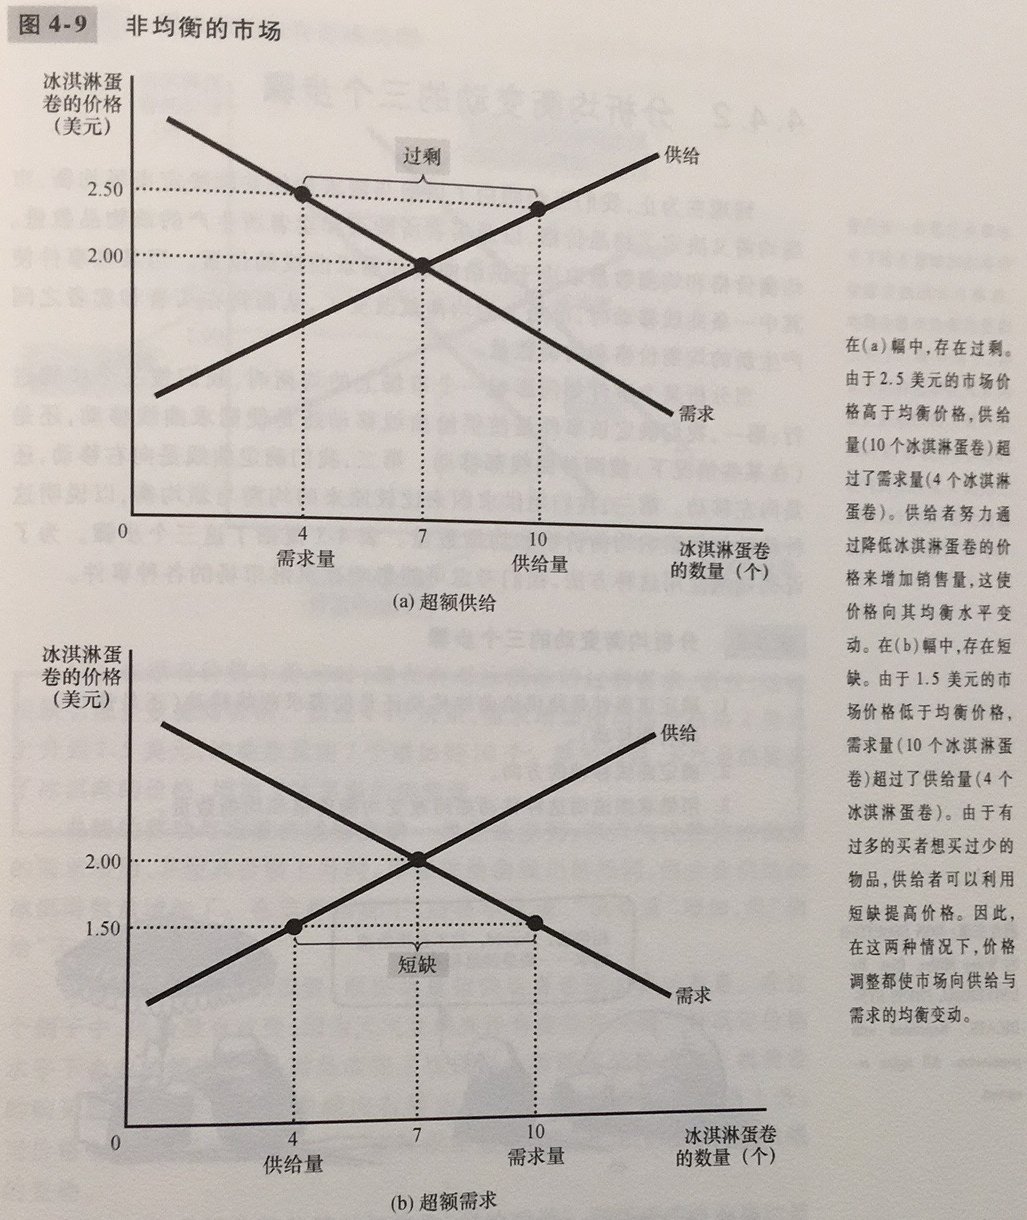 图 4-9 非均衡的市场
冰淇淋蛋
卷的价格
（美元）
过剩
供给
2.50
2.00
需求
0
4
7
10
需求量
供给量
冰淇淋蛋卷
的数量（个）
(a) 超额供给
冰淇淋蛋
卷的价格
（美元）
供给
2.00
1.50
短缺
需求
0
4
7
10
供给量
需求量
冰淇淋蛋卷
的数量（个）
(b) 超额需求
在(a)幅中，存在过剩。
由于2.5 美元的市场价
格高于均衡价格，供给
量(10 个冰淇淋蛋卷)超
过了需求量(4 个冰淇淋
蛋卷)。供给者努力通
过降低冰淇淋蛋卷的价
格来增加销售量，这使
价格向其均衡水平变
动。在(b)幅中，存在短
缺。由于 1.5 美元的市
场价格低于均衡价格，
需求量(10 个冰淇淋蛋
卷)超过了供给量(4 个
冰淇淋蛋卷)。由于有
过多的买者想买过少的
物品，供给者可以利用
短缺提高价格。因此，
在这两种情况下，价格
调整都使市场向供给与
需求的均衡变动。